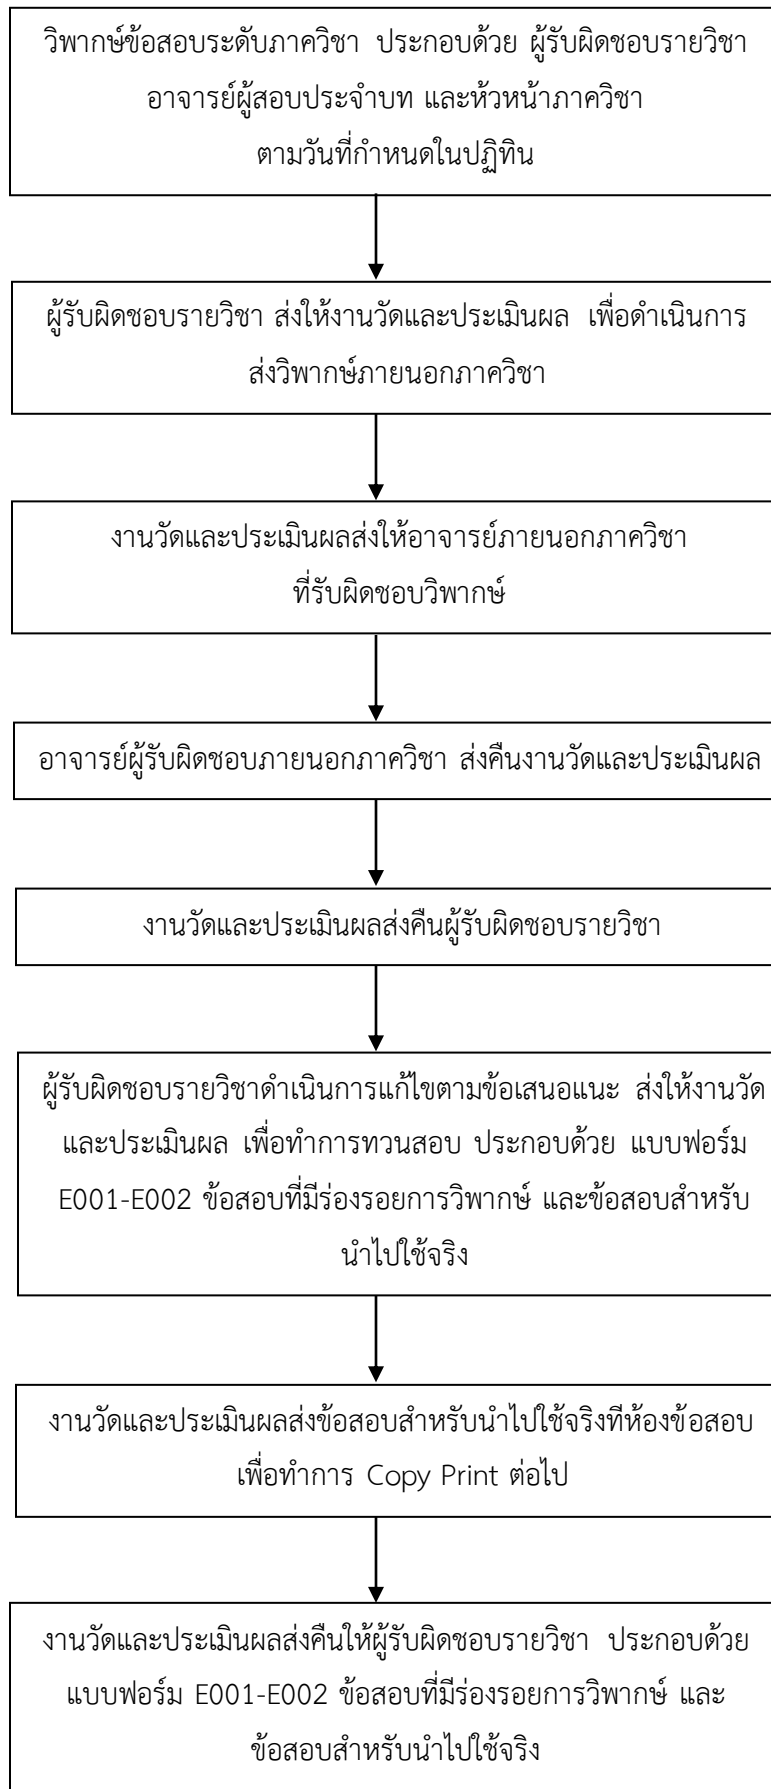 วิพากษ์ข้อสอบระดับภาควิชา ประกอบด้วย ผู้รับผิดชอบรายวิชา
อาจารย์ผู้สอบประจำบท และห้วหน้าภาควิชา
ตามวันที่กำหนดในปฏิทิน
ผู้รับผิดชอบรายวิชา ส่งให้งานวัดและประเมินผล เพื่อดำเนินการ
ส่งวิพากษ์ภายนอกภาควิชา
งานวัดและประเมินผลส่งให้อาจารย์ภายนอกภาควิชา
ที่รับผิดชอบวิพากษ์
อาจารย์ผู้รับผิดชอบภายนอกภาควิชา ส่งคืนงานวัดและประเมินผล
งานวัดและประเมินผลส่งคืนผู้รับผิดชอบรายวิชา
ผู้รับผิดชอบรายวิชาดำเนินการแก้ไขตามข้อเสนอแนะ ส่งให้งานวัด
และประเมินผล เพื่อทำการทวนสอบ ประกอบด้วย แบบฟอร์ม
E001-E002 ข้อสอบที่มีร่องรอยการวิพากษ์ และข้อสอบสำหรับ
นำไปใช้จริง
งานวัดและประเมินผลส่งข้อสอบสำหรับนำไปใช้จริงทีห้องข้อสอบ
เพื่อทำการ Copy Print ต่อไป
งานวัดและประเมินผลส่งคืนให้ผู้รับผิดชอบรายวิชา ประกอบด้วย
แบบฟอร์ม E001-E002 ข้อสอบที่มีร่องรอยการวิพากษ์ และ
ข้อสอบสำหรับนำไปใช้จริง